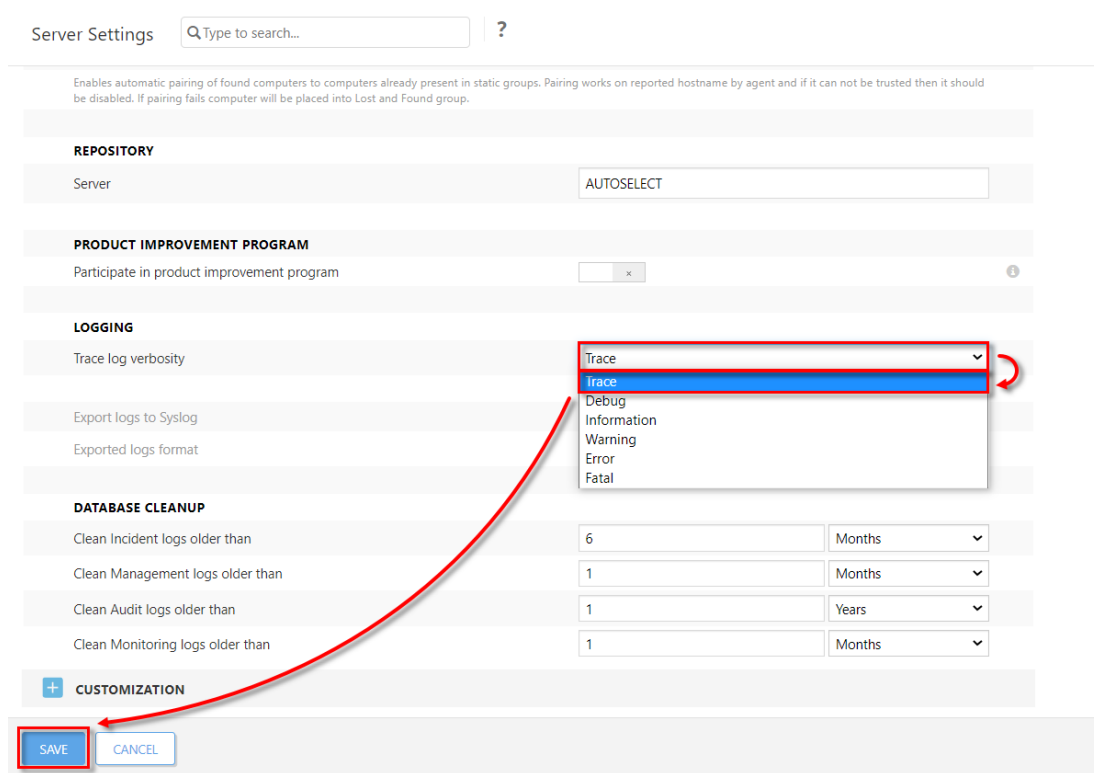 Server Settings
Type to search...
?
Enables automatic pairing of found computers to computers already present in static groups. Pairing works on reported hostname by agent and if it can not be trusted then it should
be disabled. If pairing fails computer will be placed into Lost and Found group.
REPOSITORY
Server AUTOSELECT
PRODUCT IMPROVEMENT PROGRAM
Participate in product improvement program
LOGGING
Trace log verbosity Trace
Trace
Debug
Export logs to Syslog Information
Warning
Exported logs format Error
Fatal
DATABASE CLEANUP
Clean Incident logs older than 6 Months
Clean Management logs older than 1 Months
Clean Audit logs older than 1 Years
Clean Monitoring logs older than 1 Months
CUSTOMIZATION
SAVE CANCEL